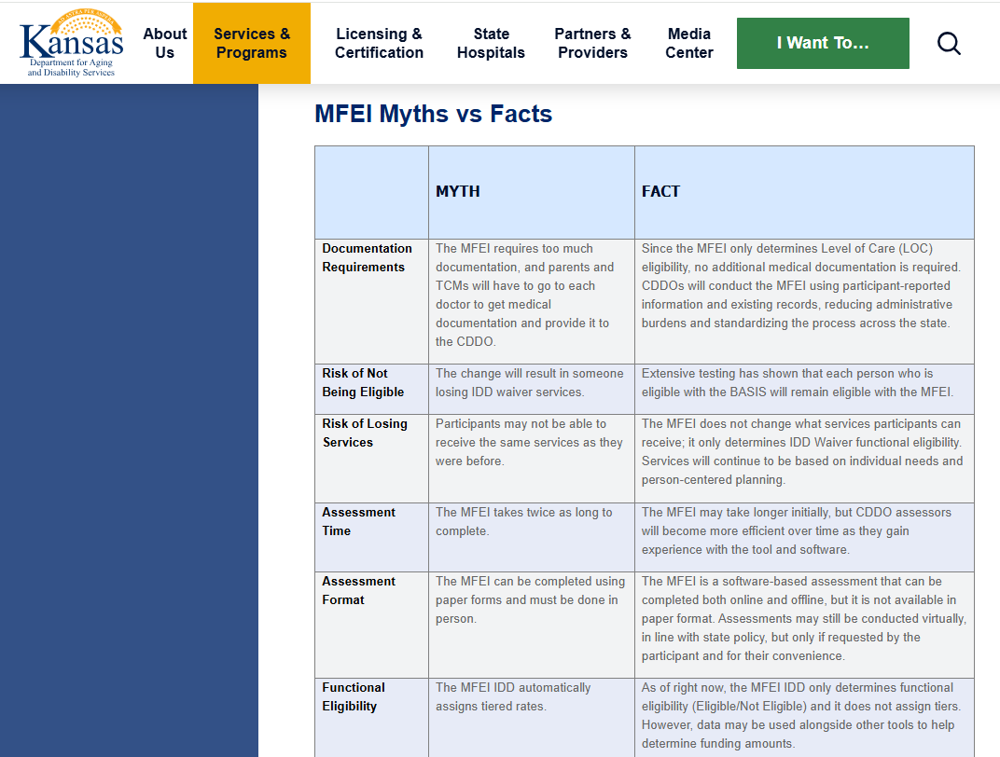 AD ASTRA PER ASPERA
Kansas
Department for Aging
and Disability Services
About
Us
Services &
Programs
Licensing &
Certification
State
Hospitals
Partners &
Providers
Media
Center
I Want To...
MFEI Myths vs Facts
MYTH
FACT
Documentation
Requirements
The MFEI requires too much
documentation, and parents and
TCMs will have to go to each
doctor to get medical
documentation and provide it to
the CDDO.
Since the MFEI only determines Level of Care (LOC)
eligibility, no additional medical documentation is required.
CDDOs will conduct the MFEI using participant-reported
information and existing records, reducing administrative
burdens and standardizing the process across the state.
Risk of Not
Being Eligible
The change will result in someone
losing IDD waiver services.
Extensive testing has shown that each person who is
eligible with the BASIS will remain eligible with the MFEI.
Risk of Losing
Services
Participants may not be able to
receive the same services as they
were before.
The MFEI does not change what services participants can
receive; it only determines IDD Waiver functional eligibility.
Services will continue to be based on individual needs and
person-centered planning.
Assessment
Time
The MFEI takes twice as long to
complete.
The MFEI may take longer initially, but CDDO assessors
will become more efficient over time as they gain
experience with the tool and software.
Assessment
Format
The MFEI can be completed using
paper forms and must be done in
person.
The MFEI is a software-based assessment that can be
completed both online and offline, but it is not available in
paper format. Assessments may still be conducted virtually,
in line with state policy, but only if requested by the
participant and for their convenience.
Functional
Eligibility
The MFEI IDD automatically
assigns tiered rates.
As of right now, the MFEI IDD only determines functional
eligibility (Eligible/Not Eligible) and it does not assign tiers.
However, data may be used alongside other tools to help
determine funding amounts.